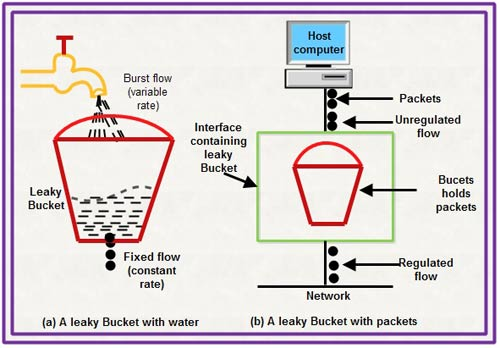 Burst flow
(variable
rate)
Leaky
Bucket
Fixed flow
(constant
rate)
(a) A leaky Bucket with water
Host
computer
Packets
Unregulated
flow
Interface
containing
leaky
Bucket
Bucets
holds
packets
Regulated
flow
Network
(b) A leaky Bucket with packets